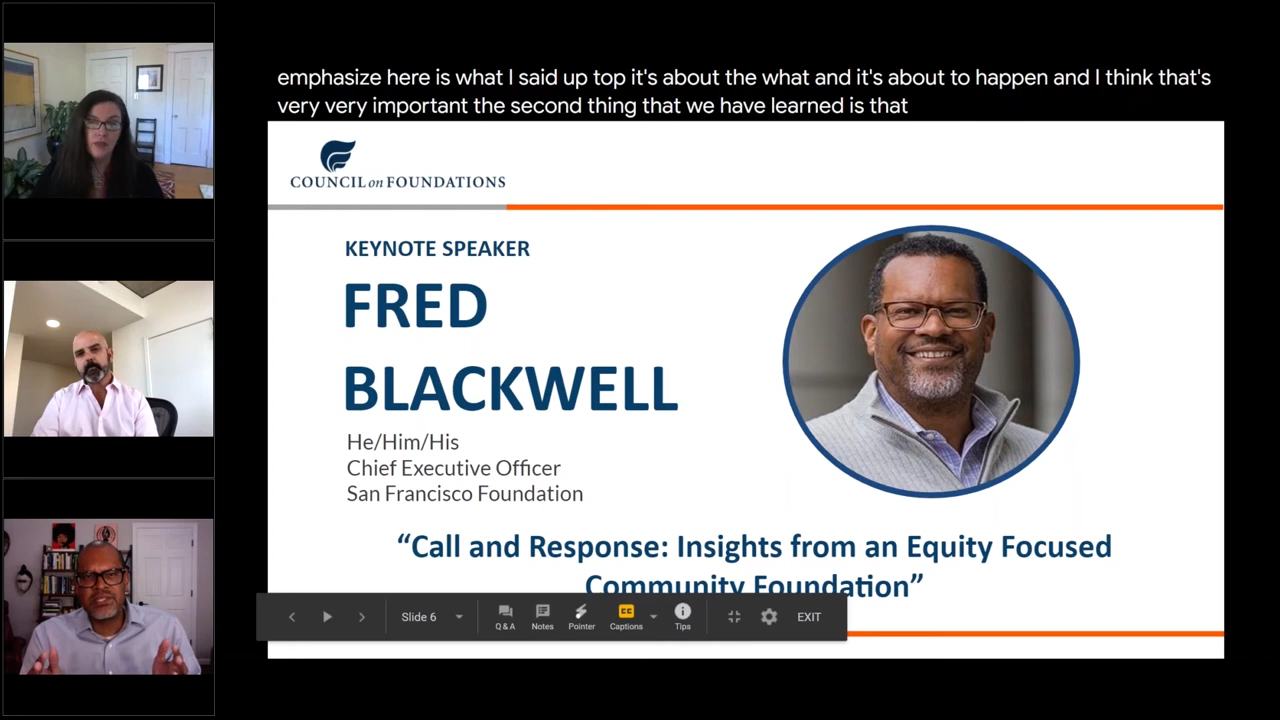 emphasize here is what I said up top it's about the what and it's about to happen and I think that's
very very important the second thing that we have learned is that
COUNCIL on FOUNDATIONS
KEYNOTE SPEAKER
FRED
BLACKWELL
He/Him/His
Chief Executive Officer
San Francisco Foundation
“Call and Response: Insights from an Equity Focused
Community Foundation”
Slide 6
Q & A
Notes
Pointer
CC
Captions
Tips
EXIT